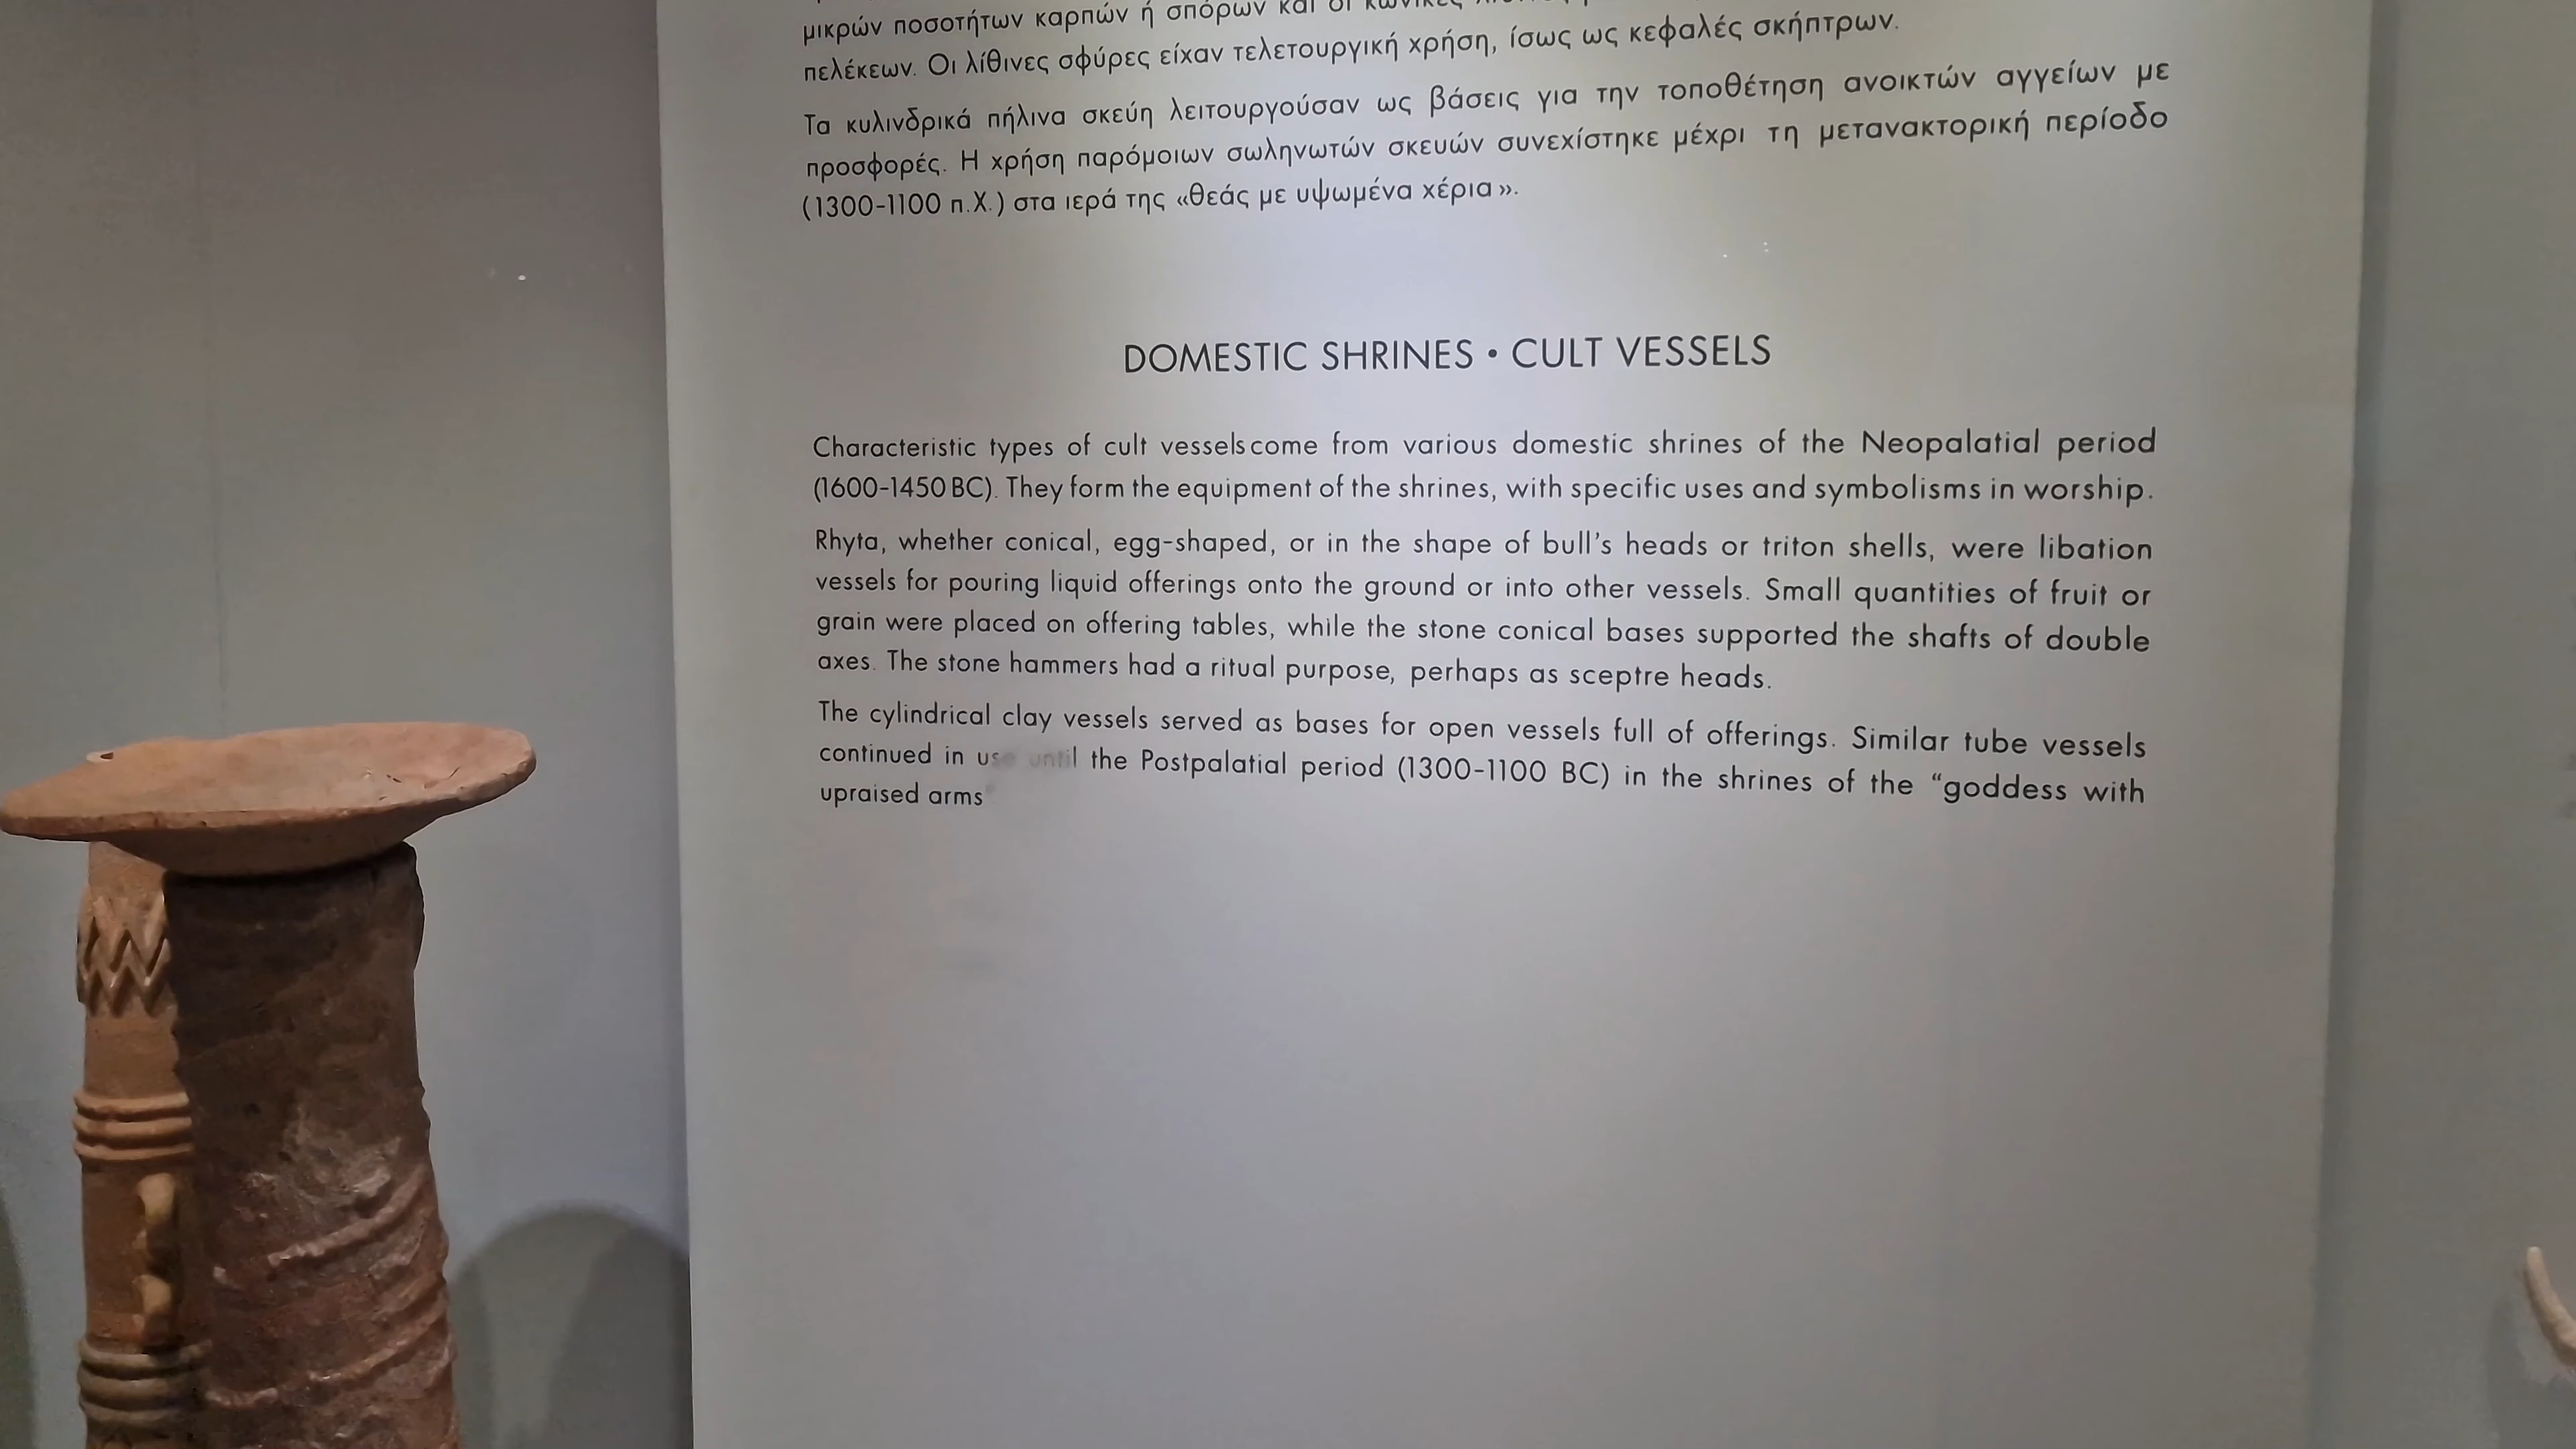 μικρών ποσοτήτων καρπών ή σπόρων και οι
πελέκεων. Οι λίθινες σφύρες είχαν τελετουργική χρήση, ίσως ως κεφαλές σκήπτρων.
Τα κυλινδρικά πήλινα σκεύη λειτουργούσαν ως βάσεις για την τοποθέτηση ανοικτών αγγείων με
προσφορές. Η χρήση παρόμοιων σωληνωτών σκευών συνεχίστηκε μέχρι τη μετανακτορική περίοδο
(1300-1100 π.Χ.) στα ιερά της «θεάς με υψωμένα χέρια».
DOMESTIC SHRINES • CULT VESSELS
Characteristic types of cult vessels come from various domestic shrines of the Neopalatial period
(1600-1450 BC). They form the equipment of the shrines, with specific uses and symbolisms in worship.
Rhyta, whether conical, egg-shaped, or in the shape of bull's heads or triton shells, were libation
vessels for pouring liquid offerings onto the ground or into other vessels. Small quantities of fruit or
grain were placed on offering tables, while the stone conical bases supported the shafts of double
axes. The stone hammers had a ritual purpose, perhaps as sceptre heads.
The cylindrical clay vessels served as bases for open vessels full of offerings. Similar tube vessels
continued in use until the Postpalatial period (1300-1100 BC) in the shrines of the “goddess with
upraised arms